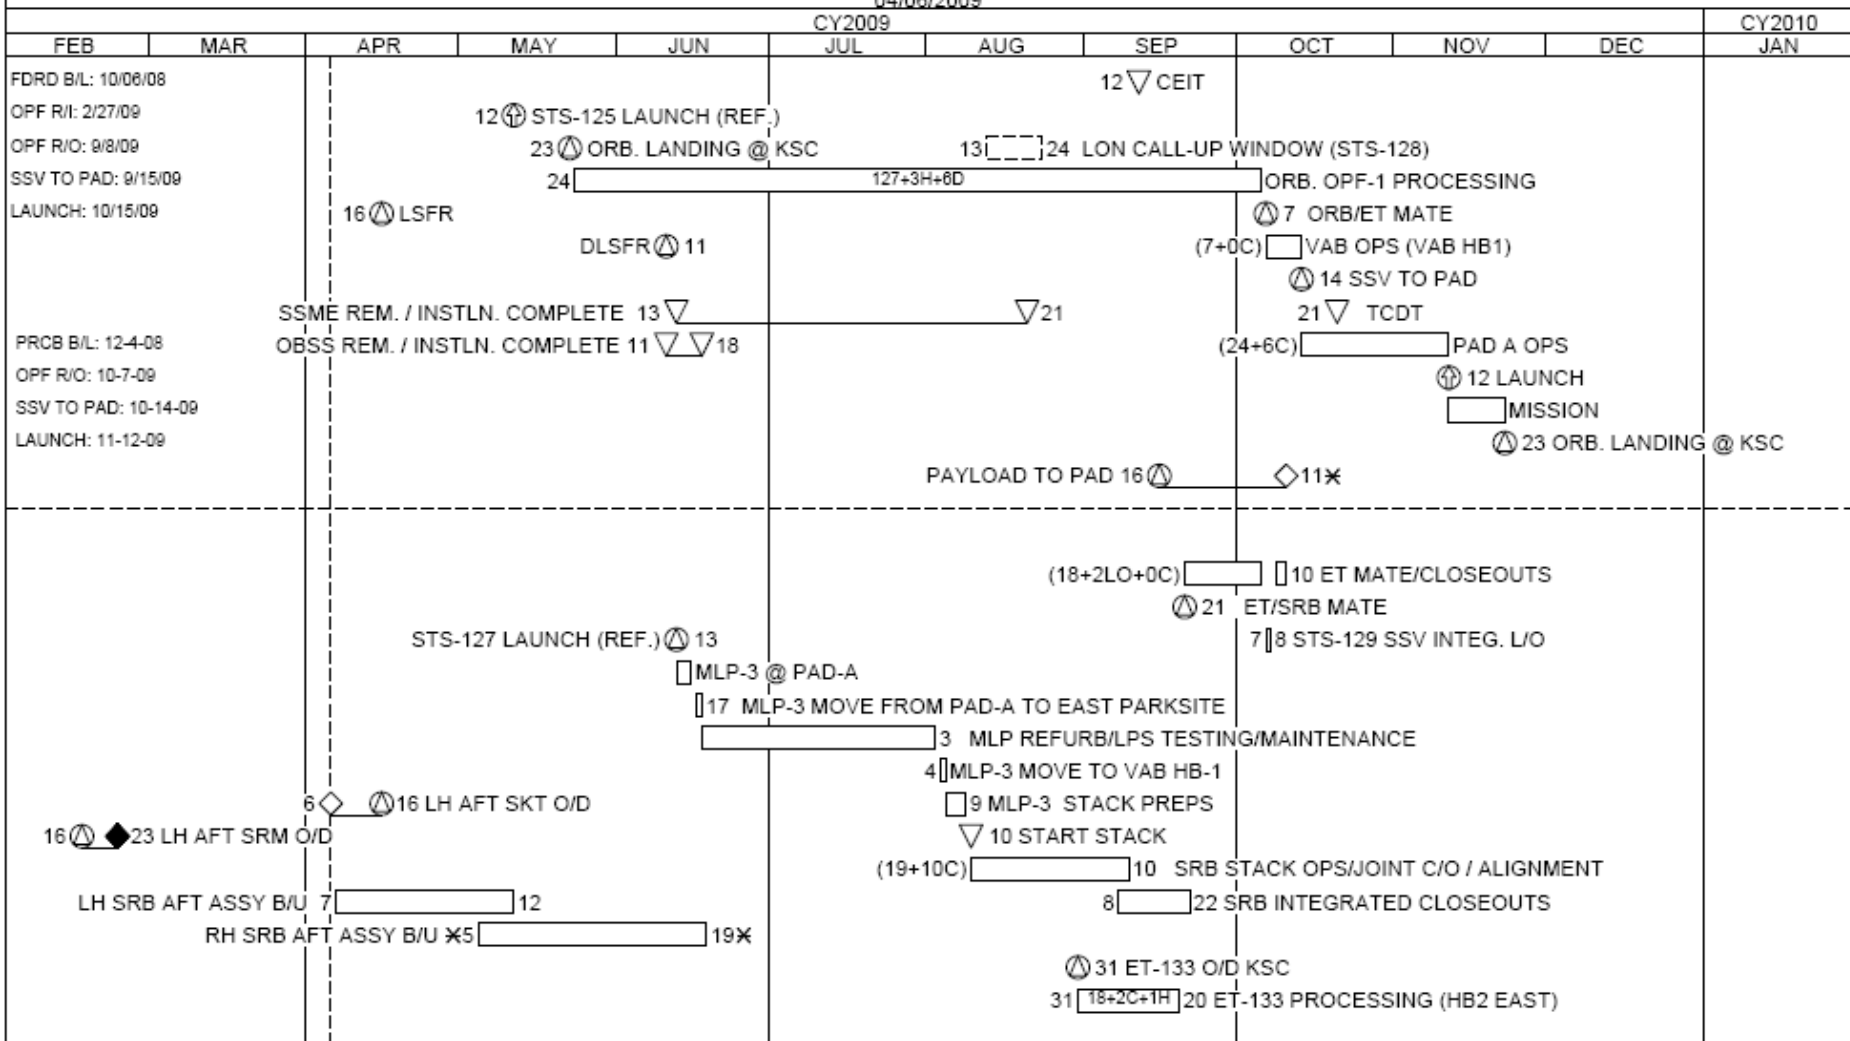 04/06/2009
CY2009 CY2010
FEB MAR APR MAY JUN JUL AUG SEP OCT NOV DEC JAN
FDRD B/L: 10/06/08 12 CEIT
OPF R/I: 2/27/09 12 STS-125 LAUNCH (REF.)
OPF R/O: 9/8/09 23 ORB. LANDING @ KSC 13 24 LON CALL-UP WINDOW (STS-128)
SSV TO PAD: 9/15/09 24 127+3H+6D ORB. OPF-1 PROCESSING
LAUNCH: 10/15/09 16 LSFR 7 ORB/ET MATE
DLSFR 11 (7+0C) VAB OPS (VAB HB1)
14 SSV TO PAD
SSME REM. / INSTLN. COMPLETE 13 21 21 TCDT
PRCB B/L: 12-4-08 OBSS REM. / INSTLN. COMPLETE 11 18 (24+6C) PAD A OPS
OPF R/O: 10-7-09 12 LAUNCH
SSV TO PAD: 10-14-09 MISSION
LAUNCH: 11-12-09 23 ORB. LANDING @ KSC
PAYLOAD TO PAD 16 11*
(18+2LO+0C) 10 ET MATE/CLOSEOUTS
21 ET/SRB MATE
STS-127 LAUNCH (REF.) 13 7 8 STS-129 SSV INTEG. L/O
MLP-3 @ PAD-A
17 MLP-3 MOVE FROM PAD-A TO EAST PARKSITE
3 MLP REFURB/LPS TESTING/MAINTENANCE
4 MLP-3 MOVE TO VAB HB-1
6 16 LH AFT SKT O/D 9 MLP-3 STACK PREPS
16 23 LH AFT SRM O/D 10 START STACK
(19+10C) 10 SRB STACK OPS/JOINT C/O / ALIGNMENT
LH SRB AFT ASSY B/U 7 12 8 22 SRB INTEGRATED CLOSEOUTS
RH SRB AFT ASSY B/U *5 19*
31 ET-133 O/D KSC
31 18+2C+1H 20 ET-133 PROCESSING (HB2 EAST)